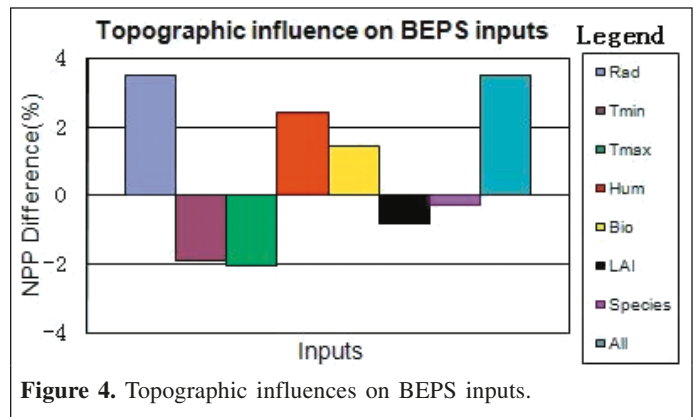 Topographic influence on BEPS inputs
Legend
4
2
0
-2
-4
NPP Difference(%)
Inputs
Rad
Tmin
Tmax
Hum
Bio
LAI
Species
All
Figure 4. Topographic influences on BEPS inputs.